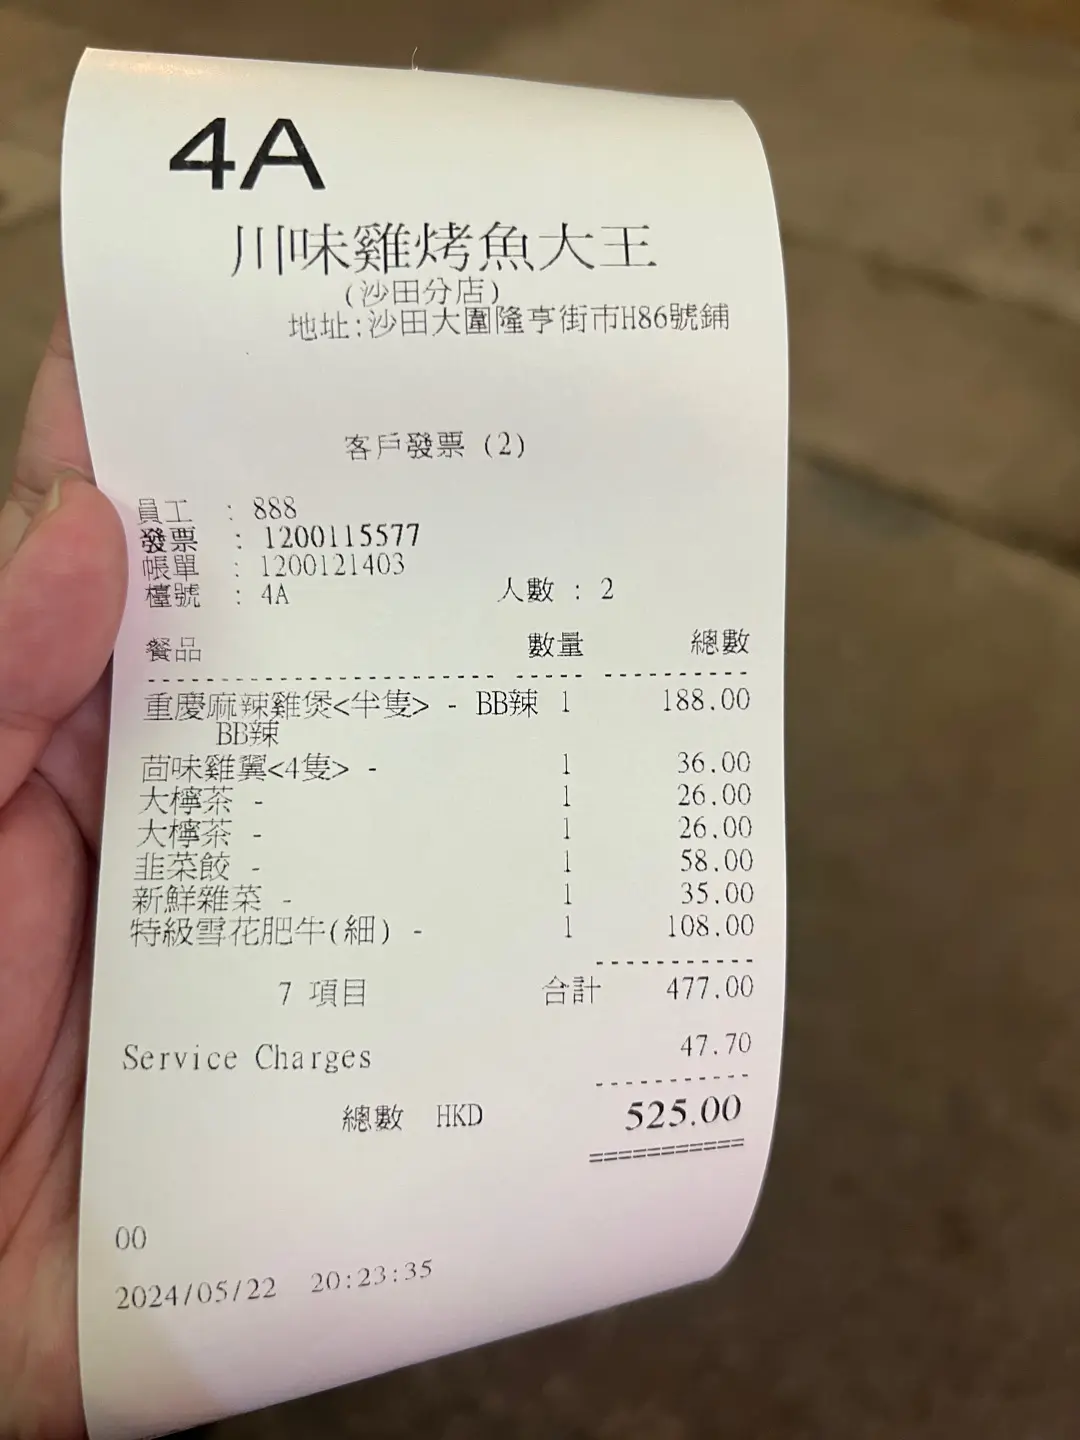 4A
川味雞烤魚大王
(沙田分店)
地址:沙田大圍隆亨街市H86號鋪
客戶發票 (2)
員工 : 888
發票 : 1200115577
帳單 : 1200121403
檯號 : 4A 人數 : 2
餐品 數量 總數
重慶麻辣雞煲<半隻> - BB辣 1 188.00
BB辣
茴味雞翼<4隻> - 1 36.00
大檸茶 - 1 26.00
大檸茶 - 1 26.00
韭菜餃 - 1 58.00
新鮮雜菜 - 1 35.00
特級雪花肥牛(細) - 1 108.00
7 項目 合計 477.00
Service Charges 47.70
總數 HKD 525.00
00
2024/05/22 20:23:35